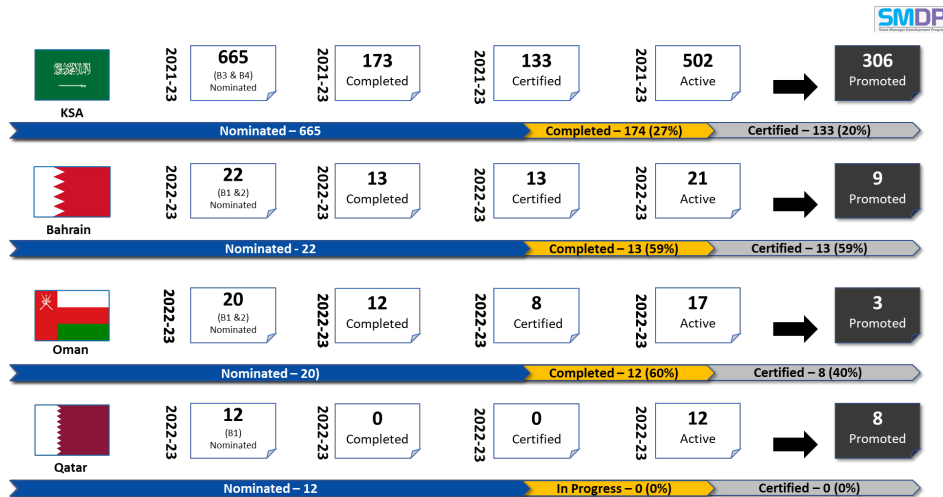 SMDP
Store Manager Development Program
2021-23
665
(B3 & B4)
Nominated
2021-23
173
Completed
2021-23
133
Certified
2021-23
502
Active
306
Promoted
KSA
Nominated – 665
Completed – 174 (27%)
Certified – 133 (20%)
2022-23
22
(B1 &2)
Nominated
2022-23
13
Completed
2022-23
13
Certified
2022-23
21
Active
9
Promoted
Bahrain
Nominated - 22
Completed – 13 (59%)
Certified – 13 (59%)
2022-23
20
(B1 &2)
Nominated
2022-23
12
Completed
2022-23
8
Certified
2022-23
17
Active
3
Promoted
Oman
Nominated – 20)
Completed – 12 (60%)
Certified – 8 (40%)
2022-23
12
(B1)
Nominated
2022-23
0
Completed
2022-23
0
Certified
2022-23
12
Active
8
Promoted
Qatar
Nominated – 12
In Progress – 0 (0%)
Certified – 0 (0%)